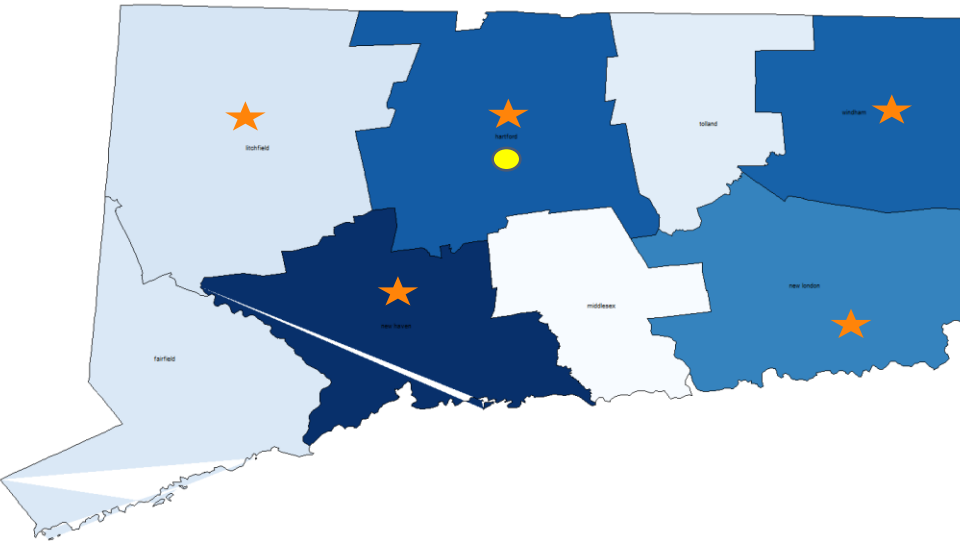 litchfield
hartford
tolland
windham
new london
middlesex
new haven
fairfield